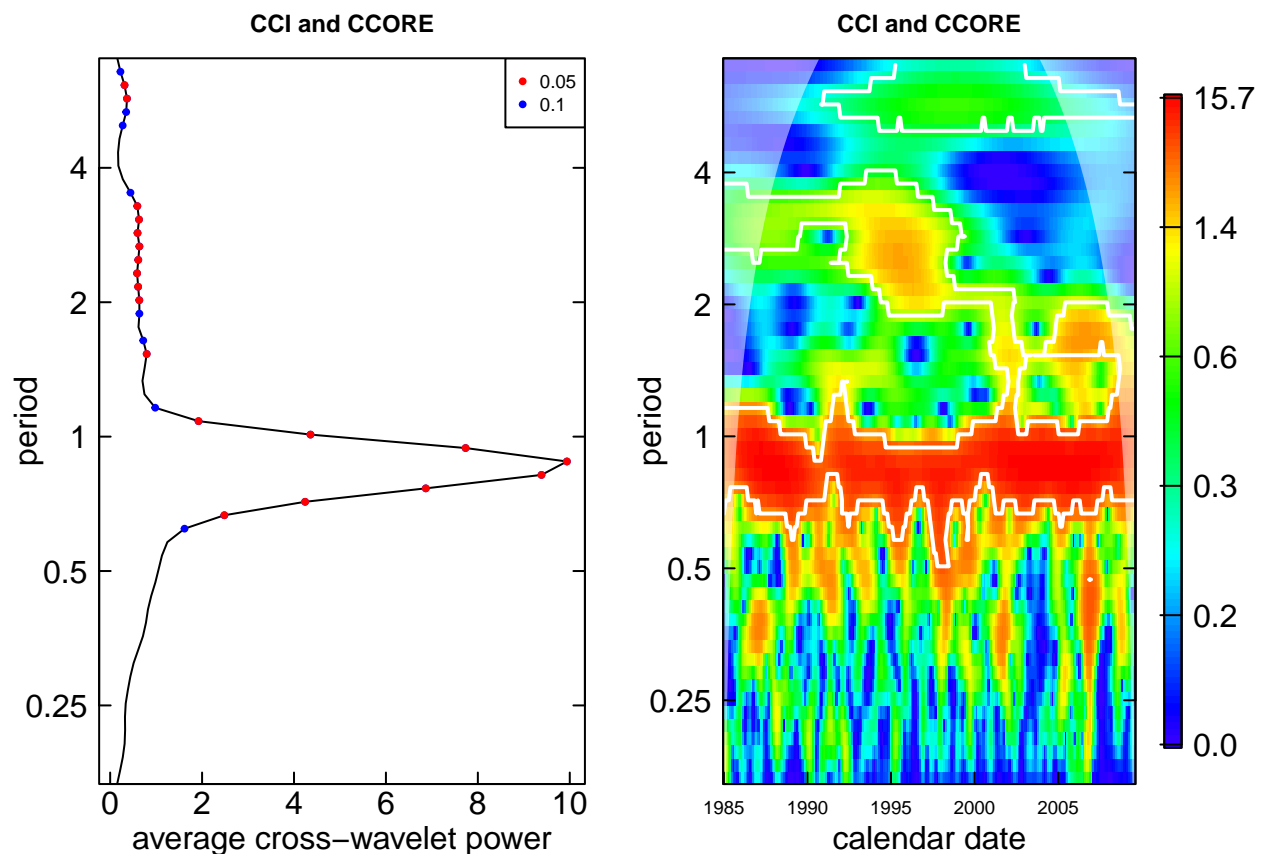 CCI and CCORE
0.05
0.1
4
2
1
0.5
0.25
period
0 2 4 6 8 10
average cross−wavelet power
CCI and CCORE
4
2
1
0.5
0.25
period
1985 1990 1995 2000 2005
calendar date
15.7
1.4
0.6
0.3
0.2
0.0